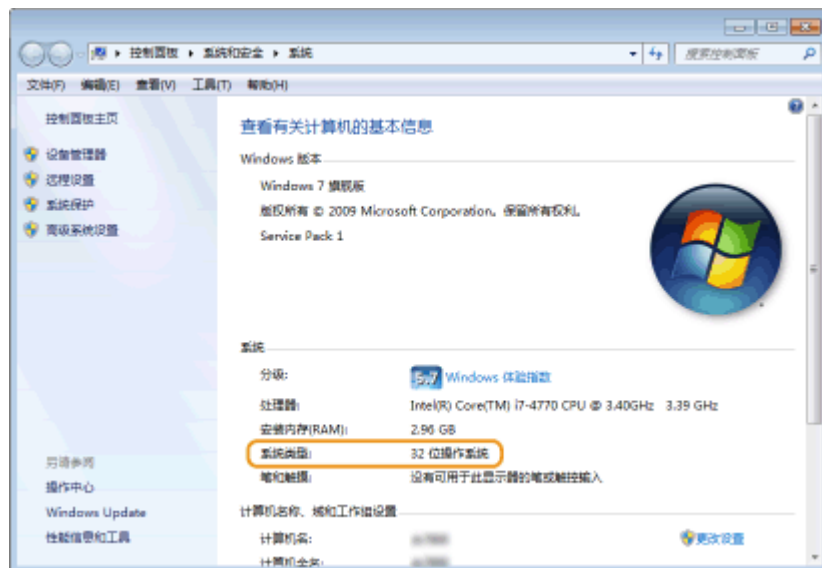 控制面板 ▸ 系统和安全 ▸ 系统
搜索控制面板
文件(F) 编辑(E) 查看(V) 工具(T) 帮助(H)
控制面板主页
设备管理器
远程设置
系统保护
高级系统设置
另请参阅
操作中心
Windows Update
性能信息和工具
查看有关计算机的基本信息
Windows 版本
Windows 7 旗舰版
版权所有 © 2009 Microsoft Corporation。保留所有权利。
Service Pack 1
系统
分级: 5.7 Windows 体验指数
处理器: Intel(R) Core(TM) i7-4770 CPU @ 3.40GHz 3.39 GHz
安装内存(RAM): 2.96 GB
系统类型: 32 位操作系统
笔和触摸: 没有可用于此显示器的笔或触控输入
计算机名称、域和工作组设置
计算机名: 更改设置
计算机全名: